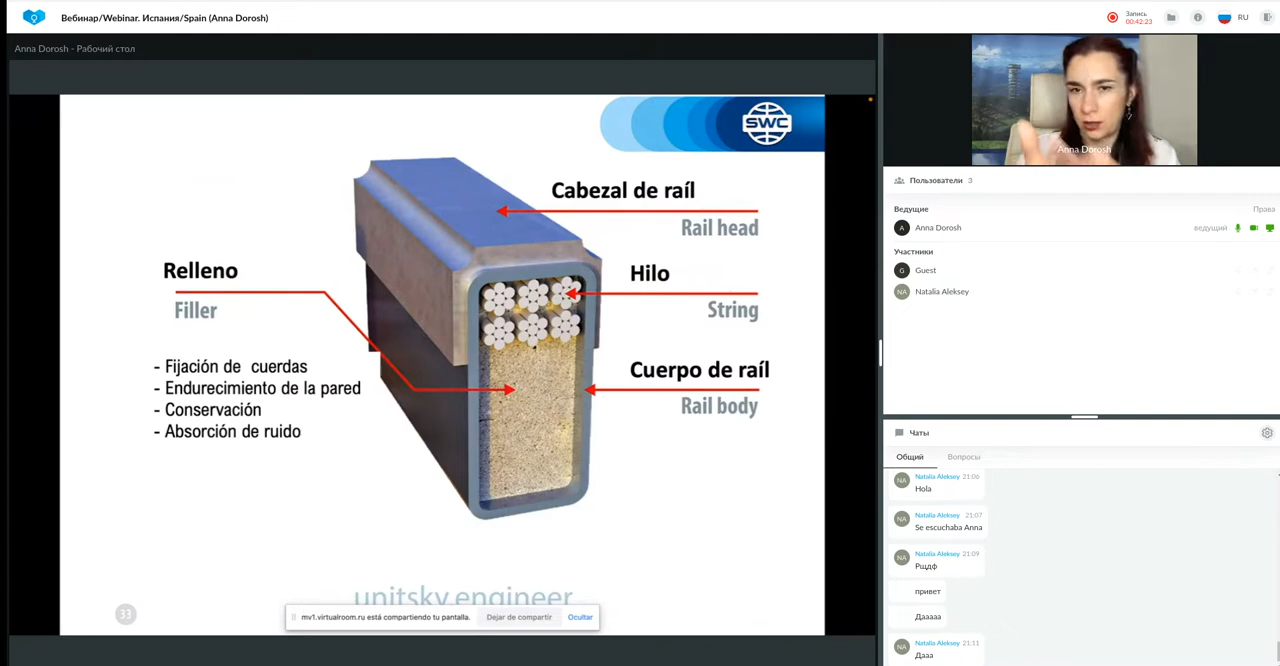 Вебинар/Webinar. Испания/Spain (Anna Dorosh)
Запись
00:42:23
RU
Anna Dorosh - Рабочий стол
SWC
Cabezal de raíl
Rail head
Relleno
Filler
Hilo
String
- Fijación de cuerdas
- Endurecimiento de la pared
- Conservación
- Absorción de ruido
Cuerpo de raíl
Rail body
unitsky engineer
33
mv1.virtualroom.ru está compartiendo tu pantalla.
Dejar de compartir
Ocultar
Anna Dorosh
Пользователи 3
Ведущие
Права
A
Anna Dorosh
ведущий
Участники
G
Guest
NA
Natalia Aleksey
Чаты
Общий
Вопросы
NA
Natalia Aleksey 21:06
Hola
NA
Natalia Aleksey 21:07
Se escuchaba Anna
NA
Natalia Aleksey 21:09
Рщдф
привет
Дааааа
NA
Natalia Aleksey 21:11
Дааа